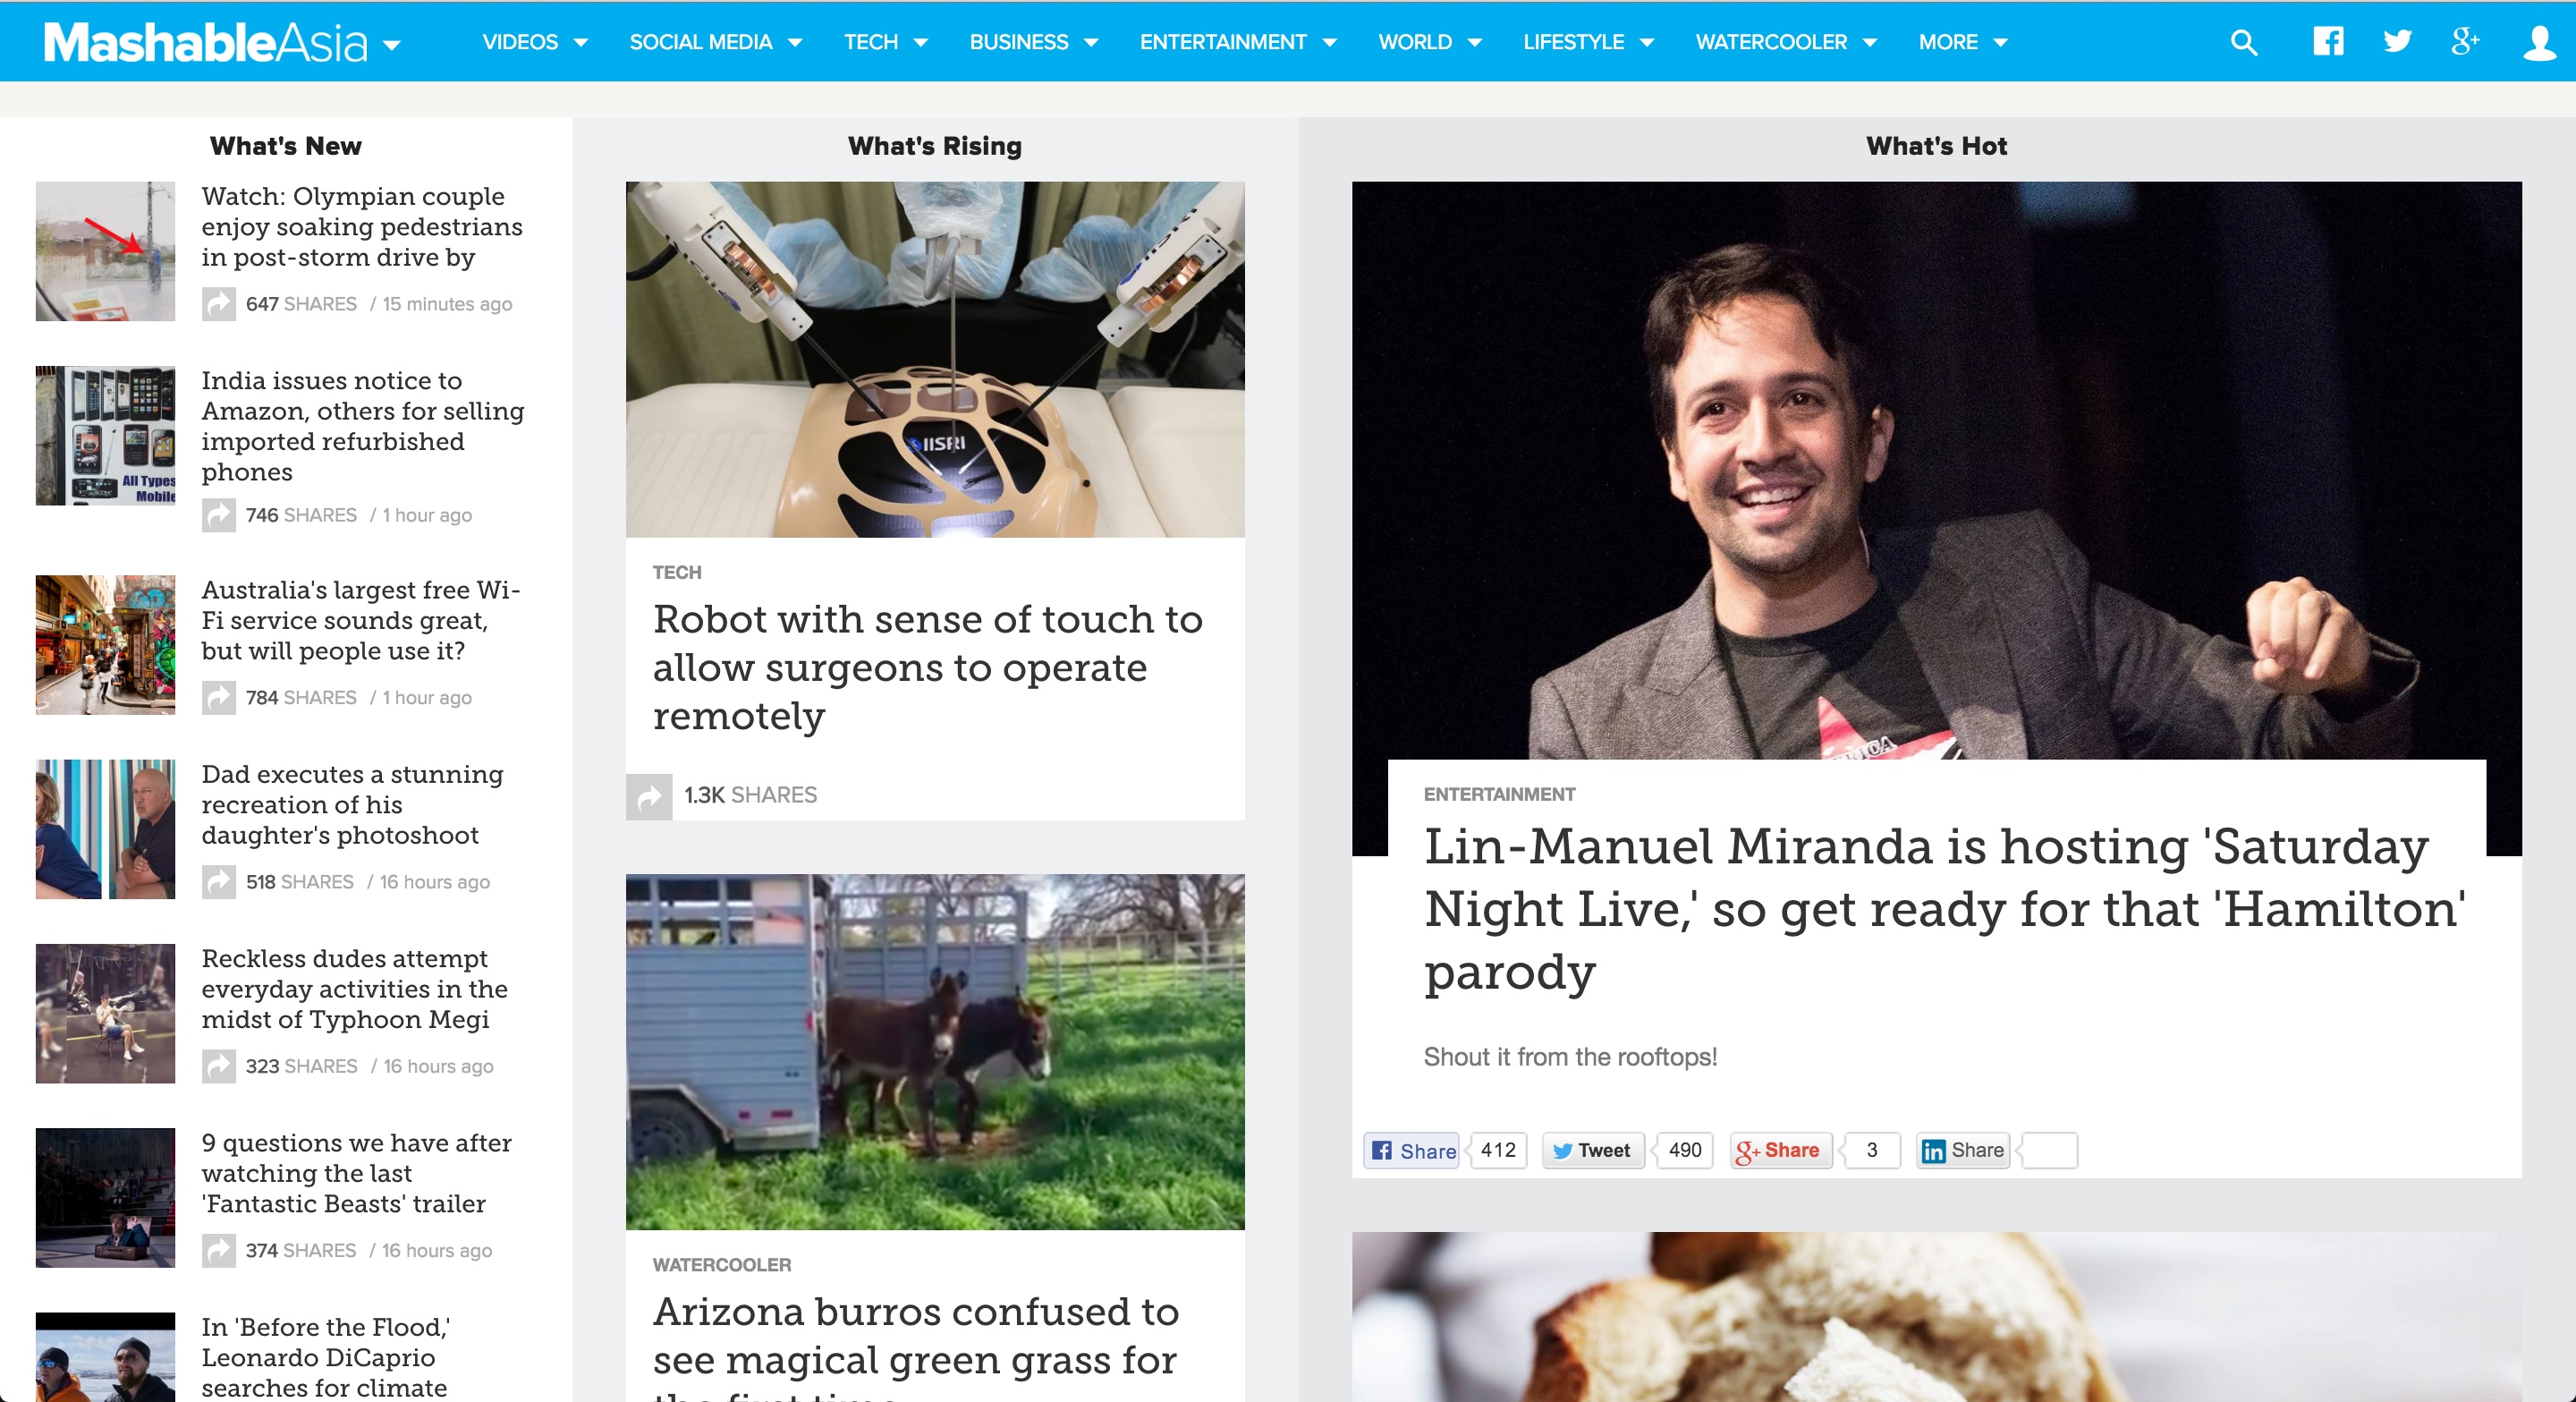 MashableAsia
VIDEOS
SOCIAL MEDIA
TECH
BUSINESS
ENTERTAINMENT
WORLD
LIFESTYLE
WATERCOOLER
MORE
What's New
Watch: Olympian couple
enjoy soaking pedestrians
in post-storm drive by
647 SHARES / 15 minutes ago
All Types
Mobile
India issues notice to
Amazon, others for selling
imported refurbished
phones
746 SHARES / 1 hour ago
Australia's largest free Wi-
Fi service sounds great,
but will people use it?
784 SHARES / 1 hour ago
Dad executes a stunning
recreation of his
daughter's photoshoot
518 SHARES / 16 hours ago
Reckless dudes attempt
everyday activities in the
midst of Typhoon Megi
323 SHARES / 16 hours ago
9 questions we have after
watching the last
'Fantastic Beasts' trailer
374 SHARES / 16 hours ago
In 'Before the Flood,'
Leonardo DiCaprio
searches for climate
What's Rising
IISRI
TECH
Robot with sense of touch to
allow surgeons to operate
remotely
1.3K SHARES
WATERCOOLER
Arizona burros confused to
see magical green grass for
the first time
What's Hot
ENTERTAINMENT
Lin-Manuel Miranda is hosting 'Saturday
Night Live,' so get ready for that 'Hamilton'
parody
Shout it from the rooftops!
Share 412 Tweet 490 g+ Share 3 in Share